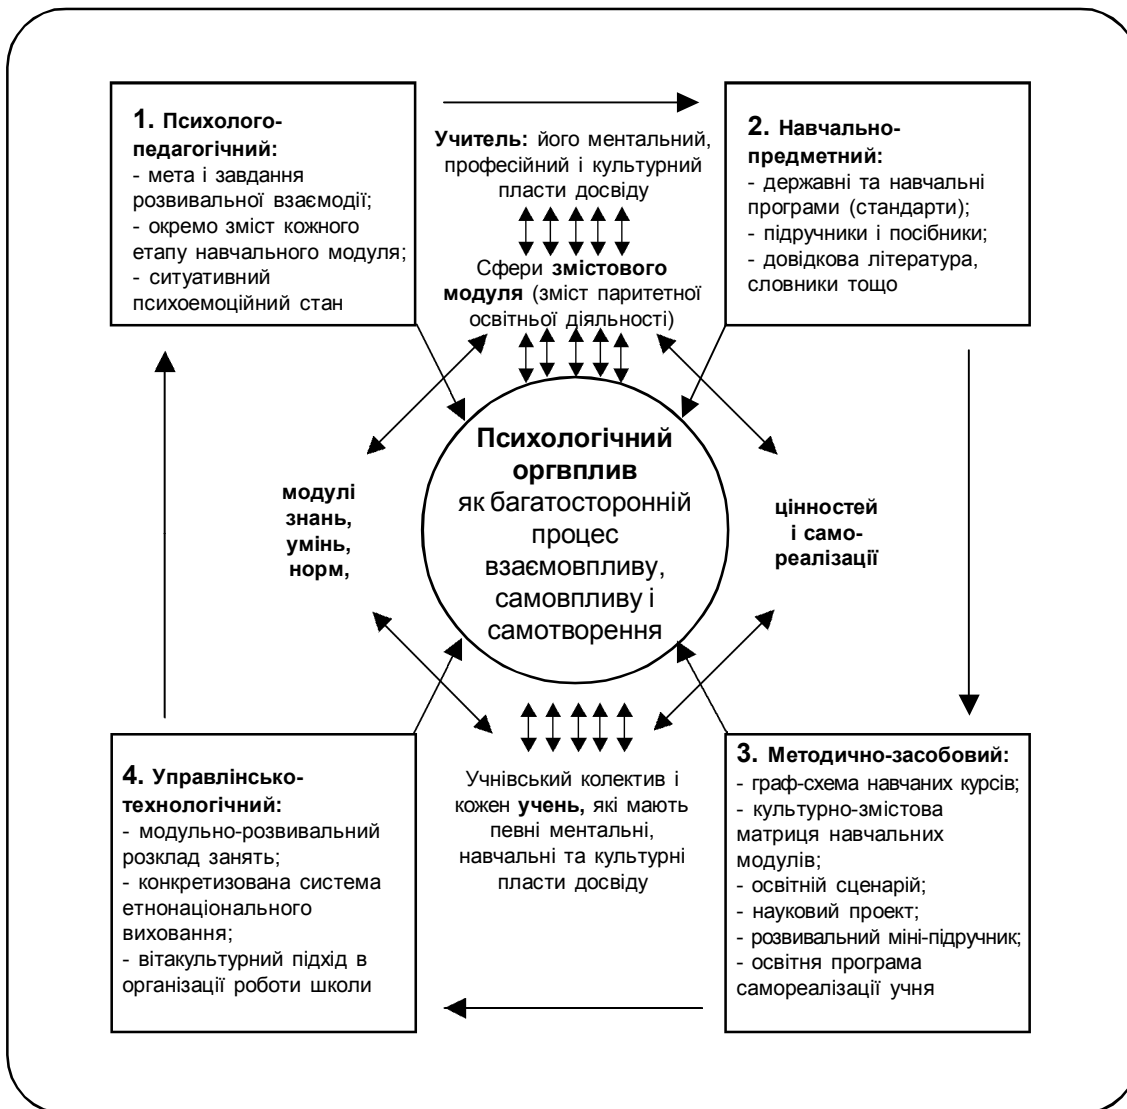 1. Психолого-
педагогічний:
- мета і завдання
розвивальної взаємодії;
- окремо зміст кожного
етапу навчального модуля;
- ситуативний
психоемоційний стан
Учитель: його ментальний,
професійний і культурний
пласти досвіду
Сфери змістового
модуля (зміст паритетної
освітньої діяльності)
2. Навчально-
предметний:
- державні та навчальні
програми (стандарти);
- підручники і посібники;
- довідкова література,
словники тощо
модулі
знань,
умінь,
норм,
Психологічний
оргвплив
як багатосторонній
процес
взаємовпливу,
самовпливу і
самотворення
цінностей
і само-
реалізації
4. Управлінсько-
технологічний:
- модульно-розвивальний
розклад занять;
- конкретизована система
етнонаціонального
виховання;
- вітакультурний підхід в
організації роботи школи
Учнівський колектив і
кожен учень, які мають
певні ментальні,
навчальні та культурні
пласти досвіду
3. Методично-засобовий:
- граф-схема навчаних курсів;
- культурно-змістова
матриця навчальних
модулів;
- освітній сценарій;
- науковий проект;
- розвивальний міні-підручник;
- освітня програма
самореалізації учня